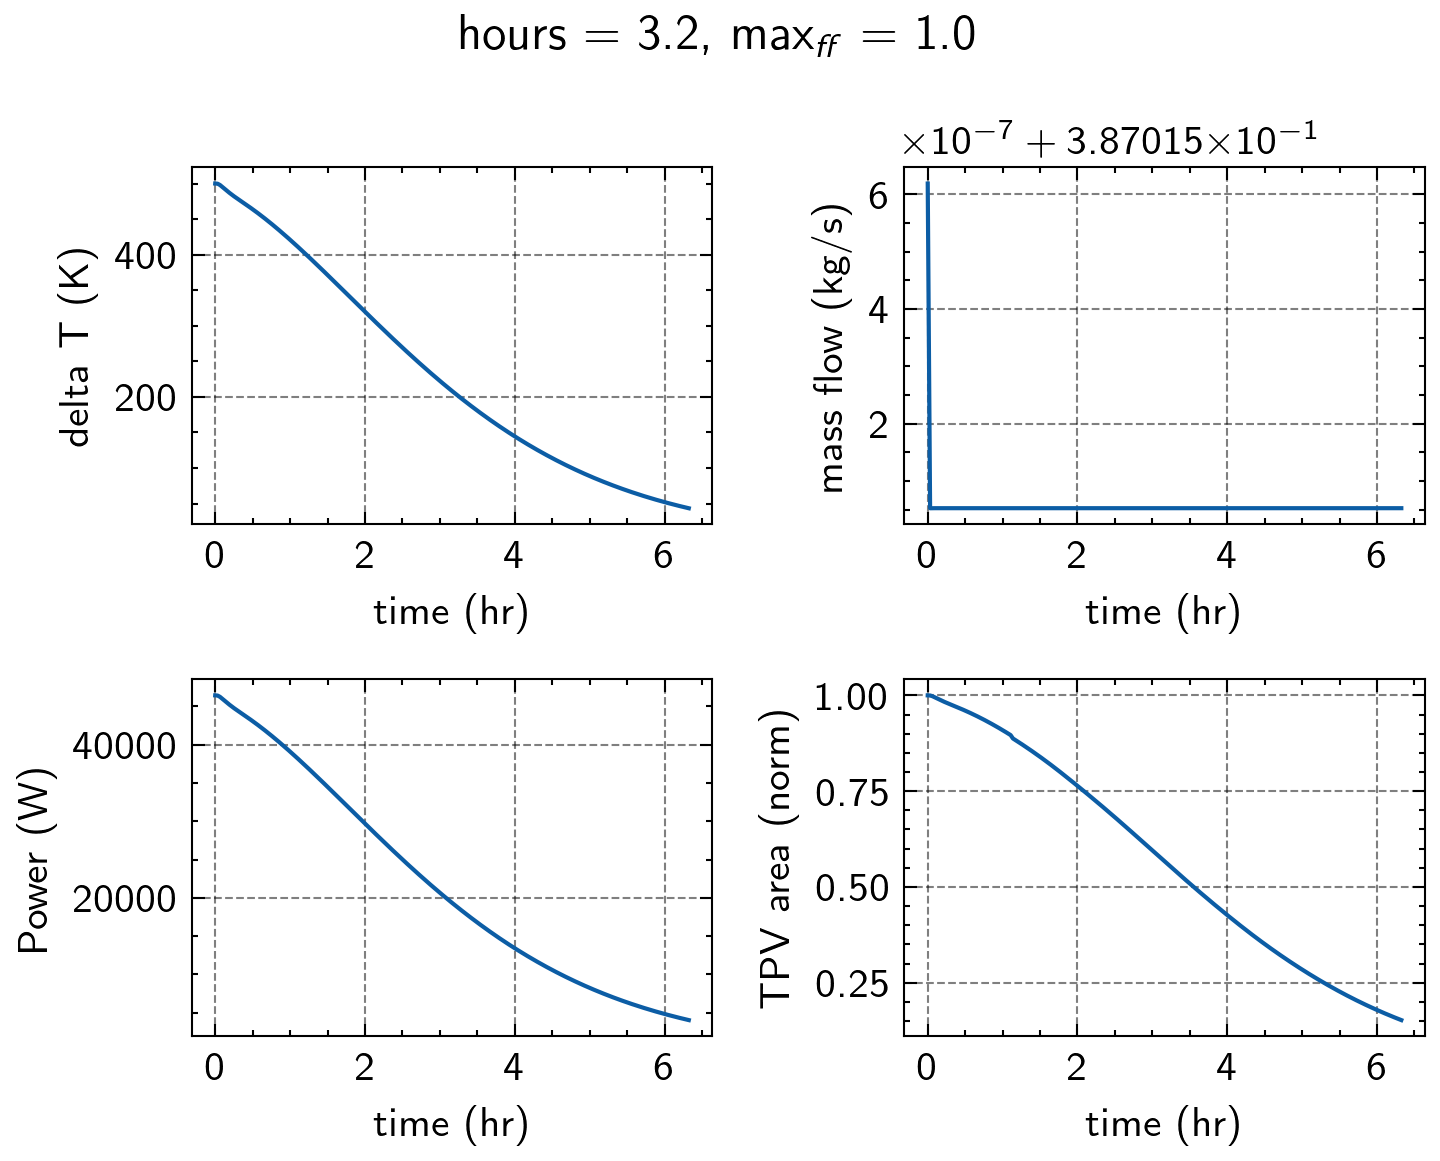 hours = 3.2, max_ff = 1.0
delta T (K)
400
200
0 2 4 6
time (hr)
×10⁻⁷ + 3.87015×10⁻¹
mass flow (kg/s)
6
4
2
0 2 4 6
time (hr)
Power (W)
40000
20000
0 2 4 6
time (hr)
TPV area (norm)
1.00
0.75
0.50
0.25
0 2 4 6
time (hr)